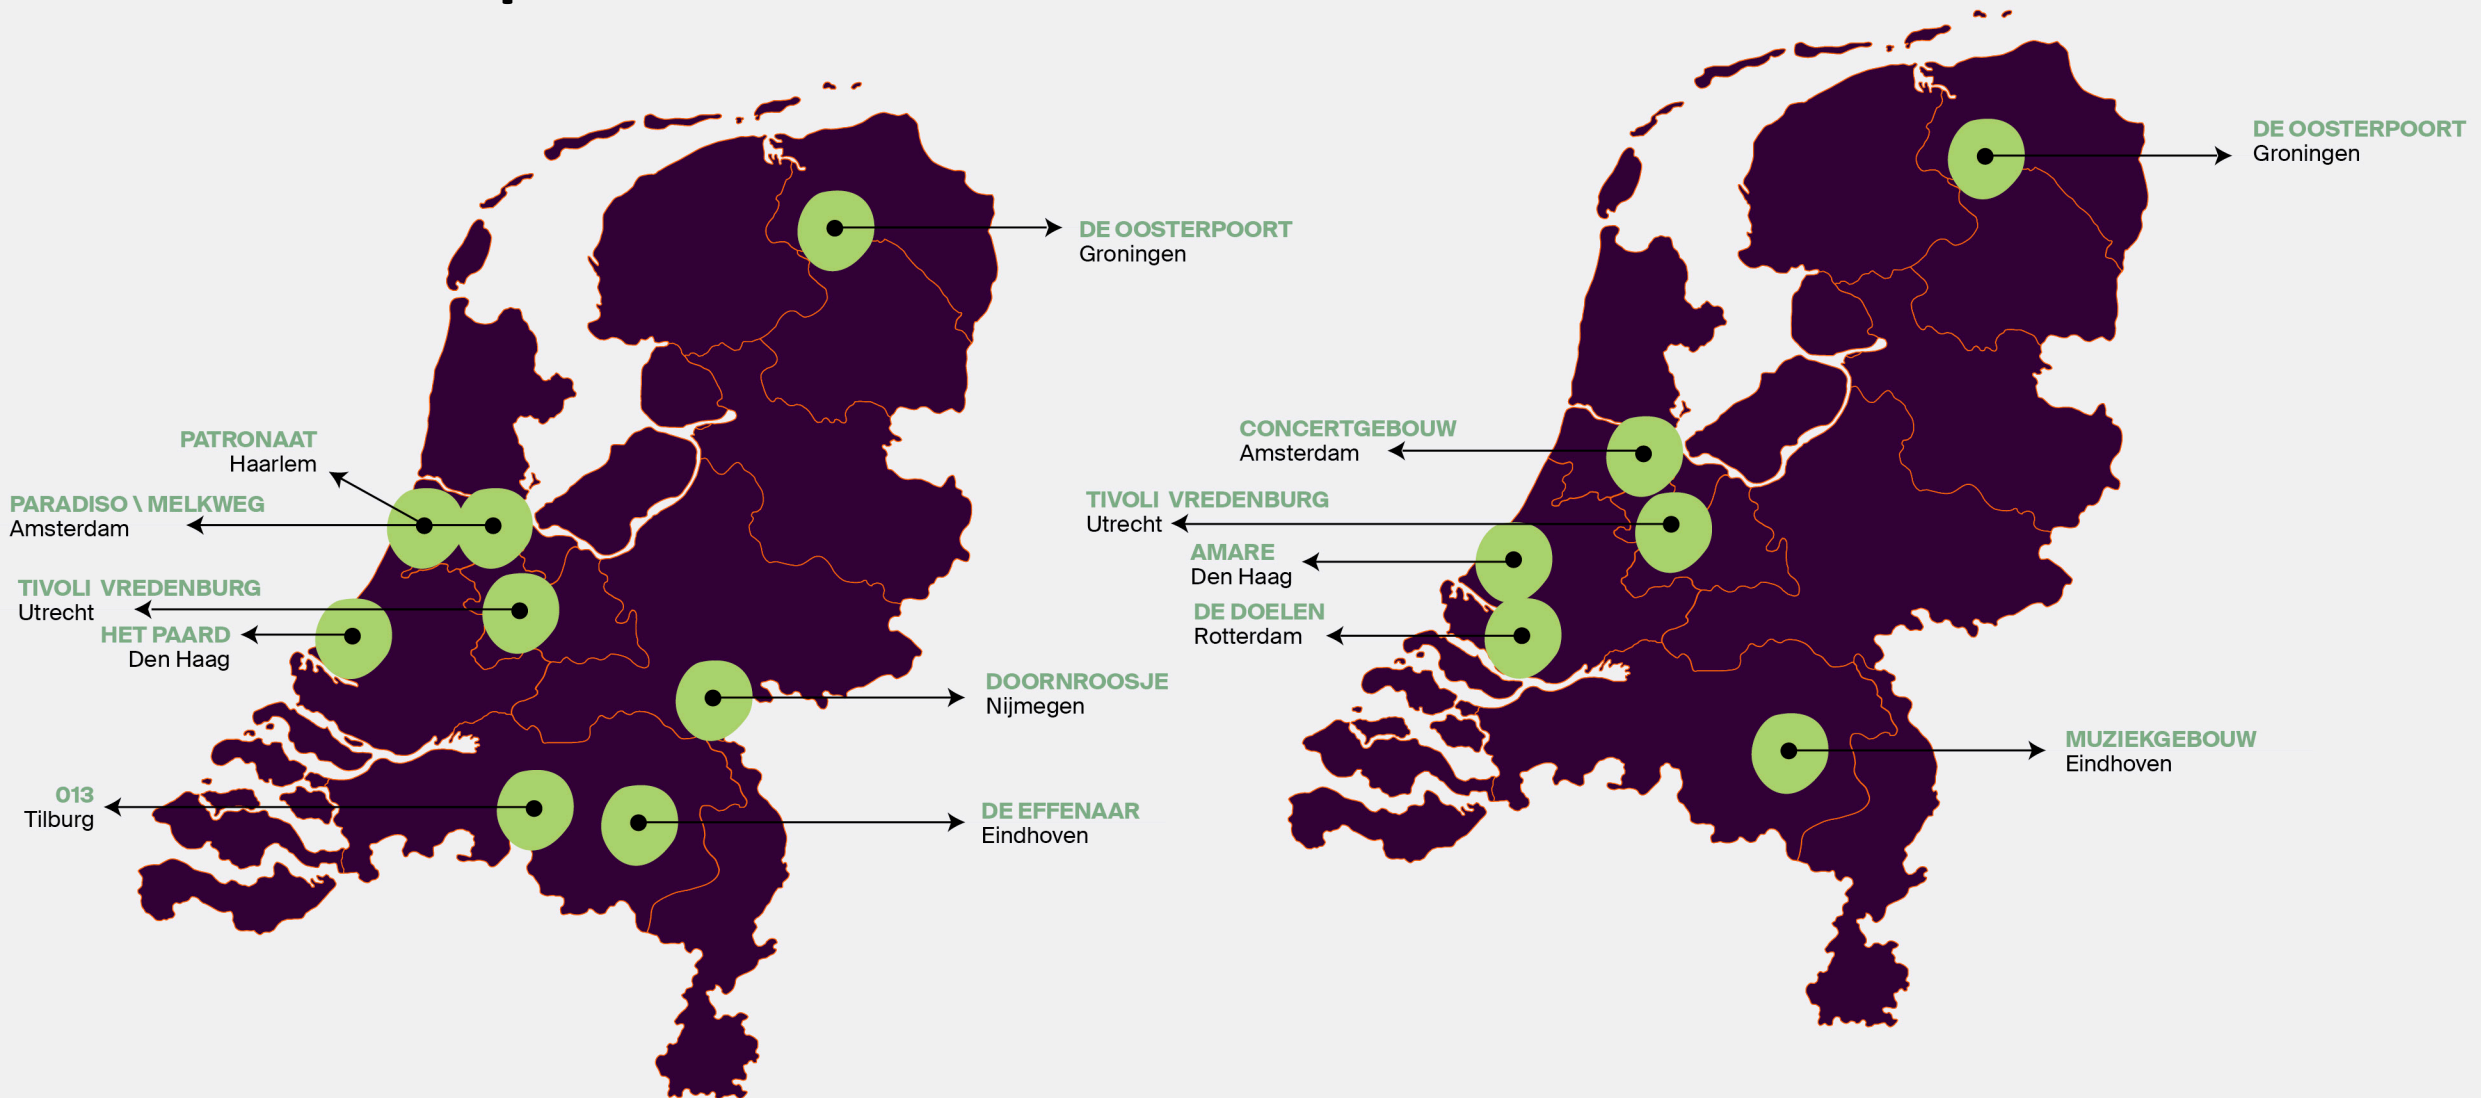 DE OOSTERPOORT
Groningen
PATRONAAT
Haarlem
PARADISO \ MELKWEG
Amsterdam
TIVOLI VREDENBURG
Utrecht
HET PAARD
Den Haag
DOORNROOSJE
Nijmegen
013
Tilburg
DE EFFENAAR
Eindhoven
DE OOSTERPOORT
Groningen
CONCERTGEBOUW
Amsterdam
TIVOLI VREDENBURG
Utrecht
AMARE
Den Haag
DE DOELEN
Rotterdam
MUZIEKGEBOUW
Eindhoven